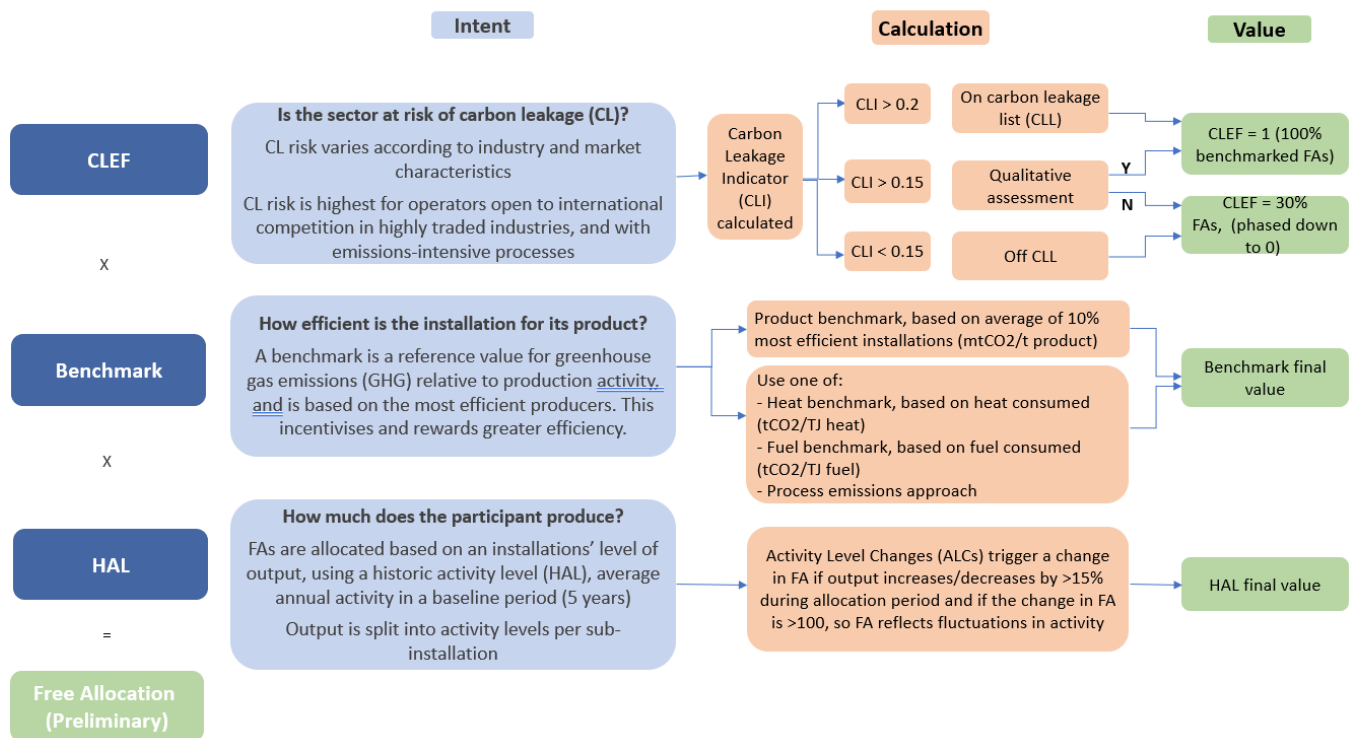 Intent
Calculation
Value
CLEF
Is the sector at risk of carbon leakage (CL)?
CL risk varies according to industry and market
characteristics
CL risk is highest for operators open to international
competition in highly traded industries, and with
emissions-intensive processes
Carbon
Leakage
Indicator
(CLI)
calculated
CLI > 0.2
CLI > 0.15
CLI < 0.15
On carbon leakage
list (CLL)
Qualitative
assessment
Off CLL
Y
N
CLEF = 1 (100%
benchmarked FAs)
CLEF = 30%
FAs, (phased down
to 0)
X
Benchmark
How efficient is the installation for its product?
A benchmark is a reference value for greenhouse
gas emissions (GHG) relative to production activity,
and is based on the most efficient producers. This
incentivises and rewards greater efficiency.
Product benchmark, based on average of 10%
most efficient installations (mtCO2/t product)
Use one of:
- Heat benchmark, based on heat consumed
(tCO2/TJ heat)
- Fuel benchmark, based on fuel consumed
(tCO2/TJ fuel)
- Process emissions approach
Benchmark final
value
X
HAL
How much does the participant produce?
FAs are allocated based on an installations’ level of
output, using a historic activity level (HAL), average
annual activity in a baseline period (5 years)
Output is split into activity levels per sub-
installation
Activity Level Changes (ALCs) trigger a change
in FA if output increases/decreases by >15%
during allocation period and if the change in FA
is >100, so FA reflects fluctuations in activity
HAL final value
=
Free Allocation
(Preliminary)